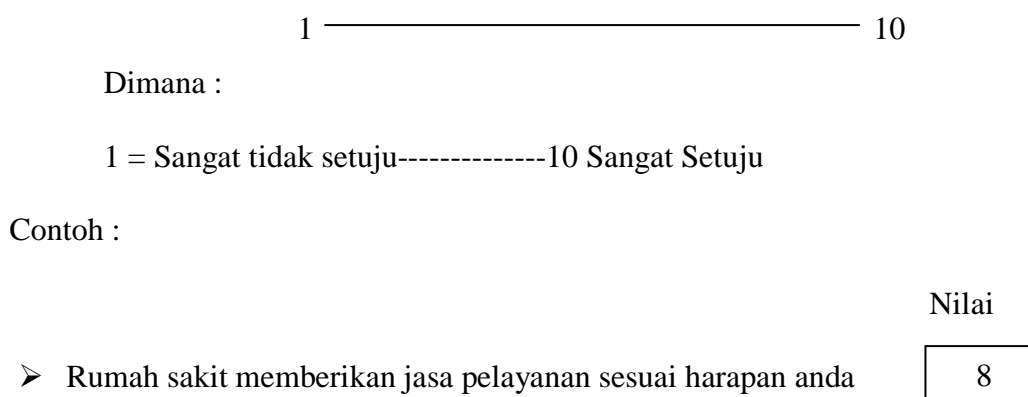 1 10
Dimana :
1 = Sangat tidak setuju--------------10 Sangat Setuju
Contoh :
Nilai
➢ Rumah sakit memberikan jasa pelayanan sesuai harapan anda 8